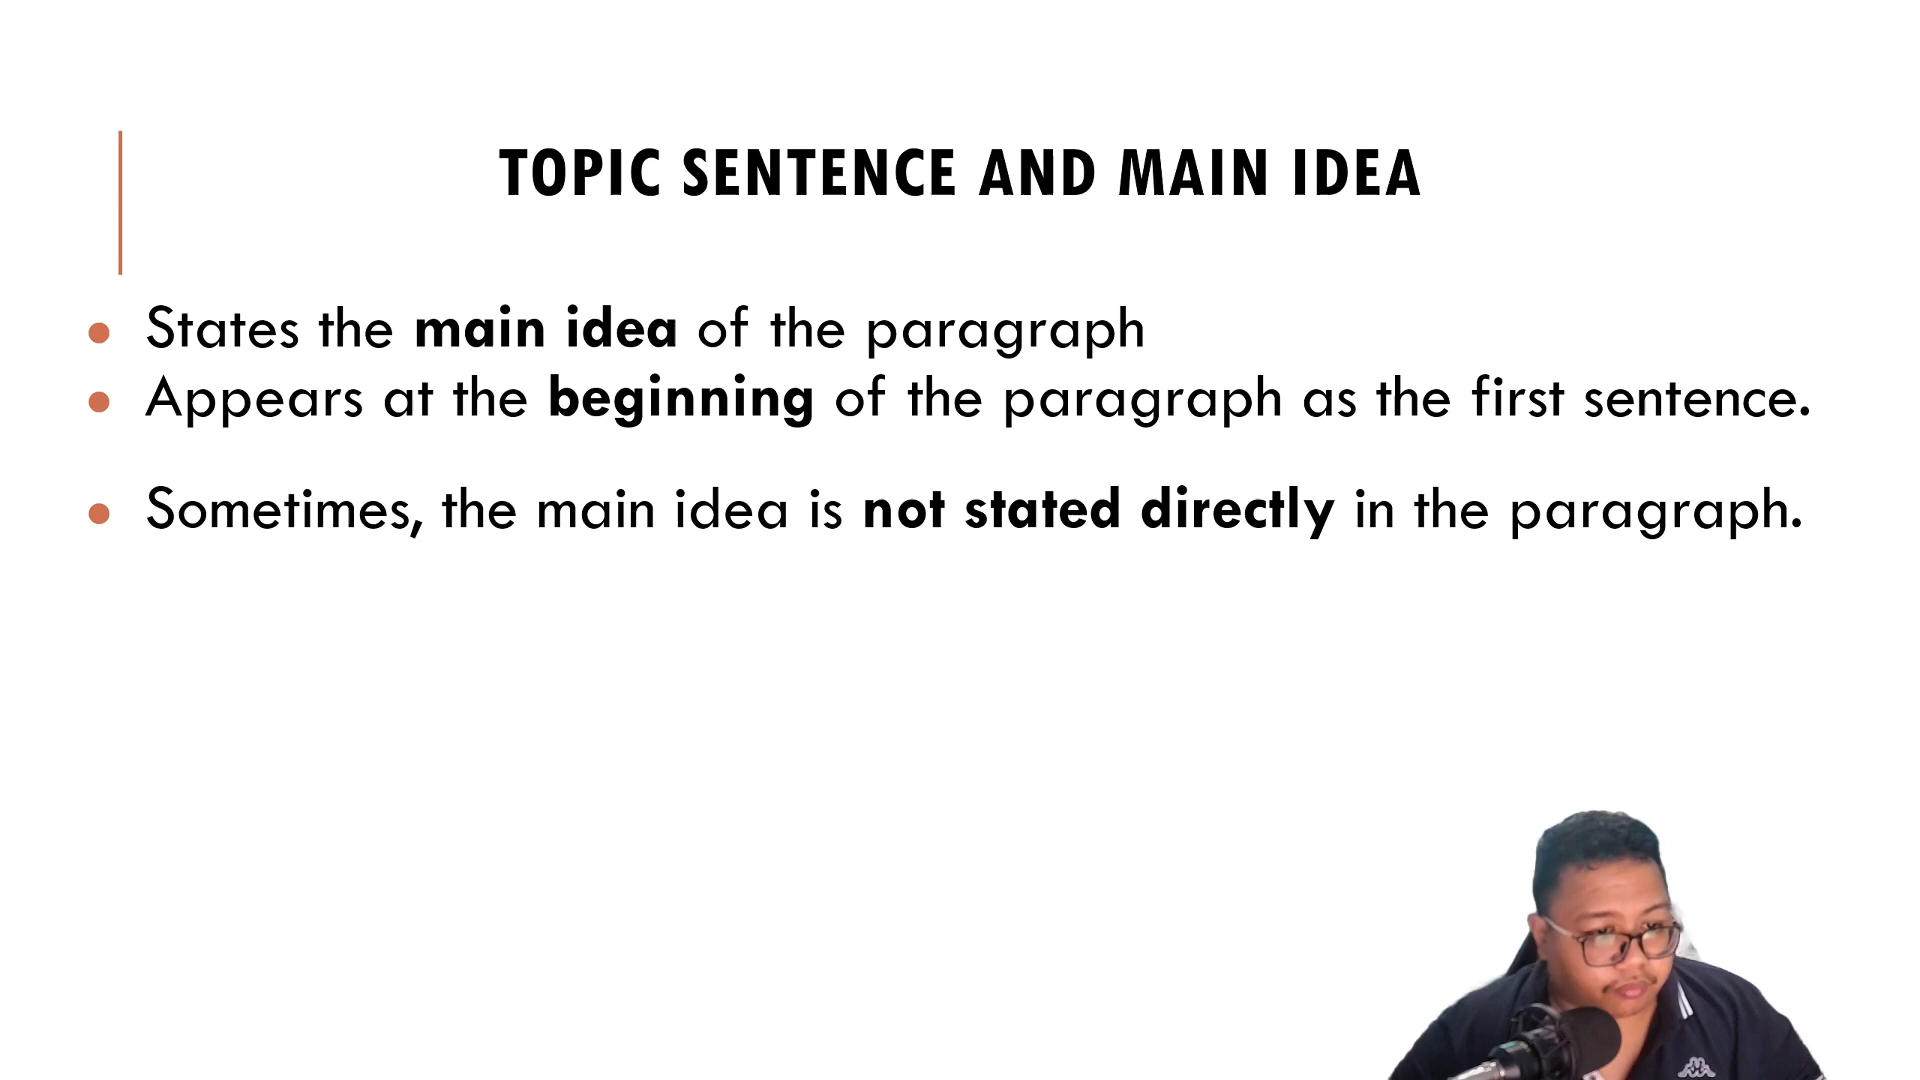 TOPIC SENTENCE AND MAIN IDEA
• States the main idea of the paragraph
• Appears at the beginning of the paragraph as the first sentence.
• Sometimes, the main idea is not stated directly in the paragraph.